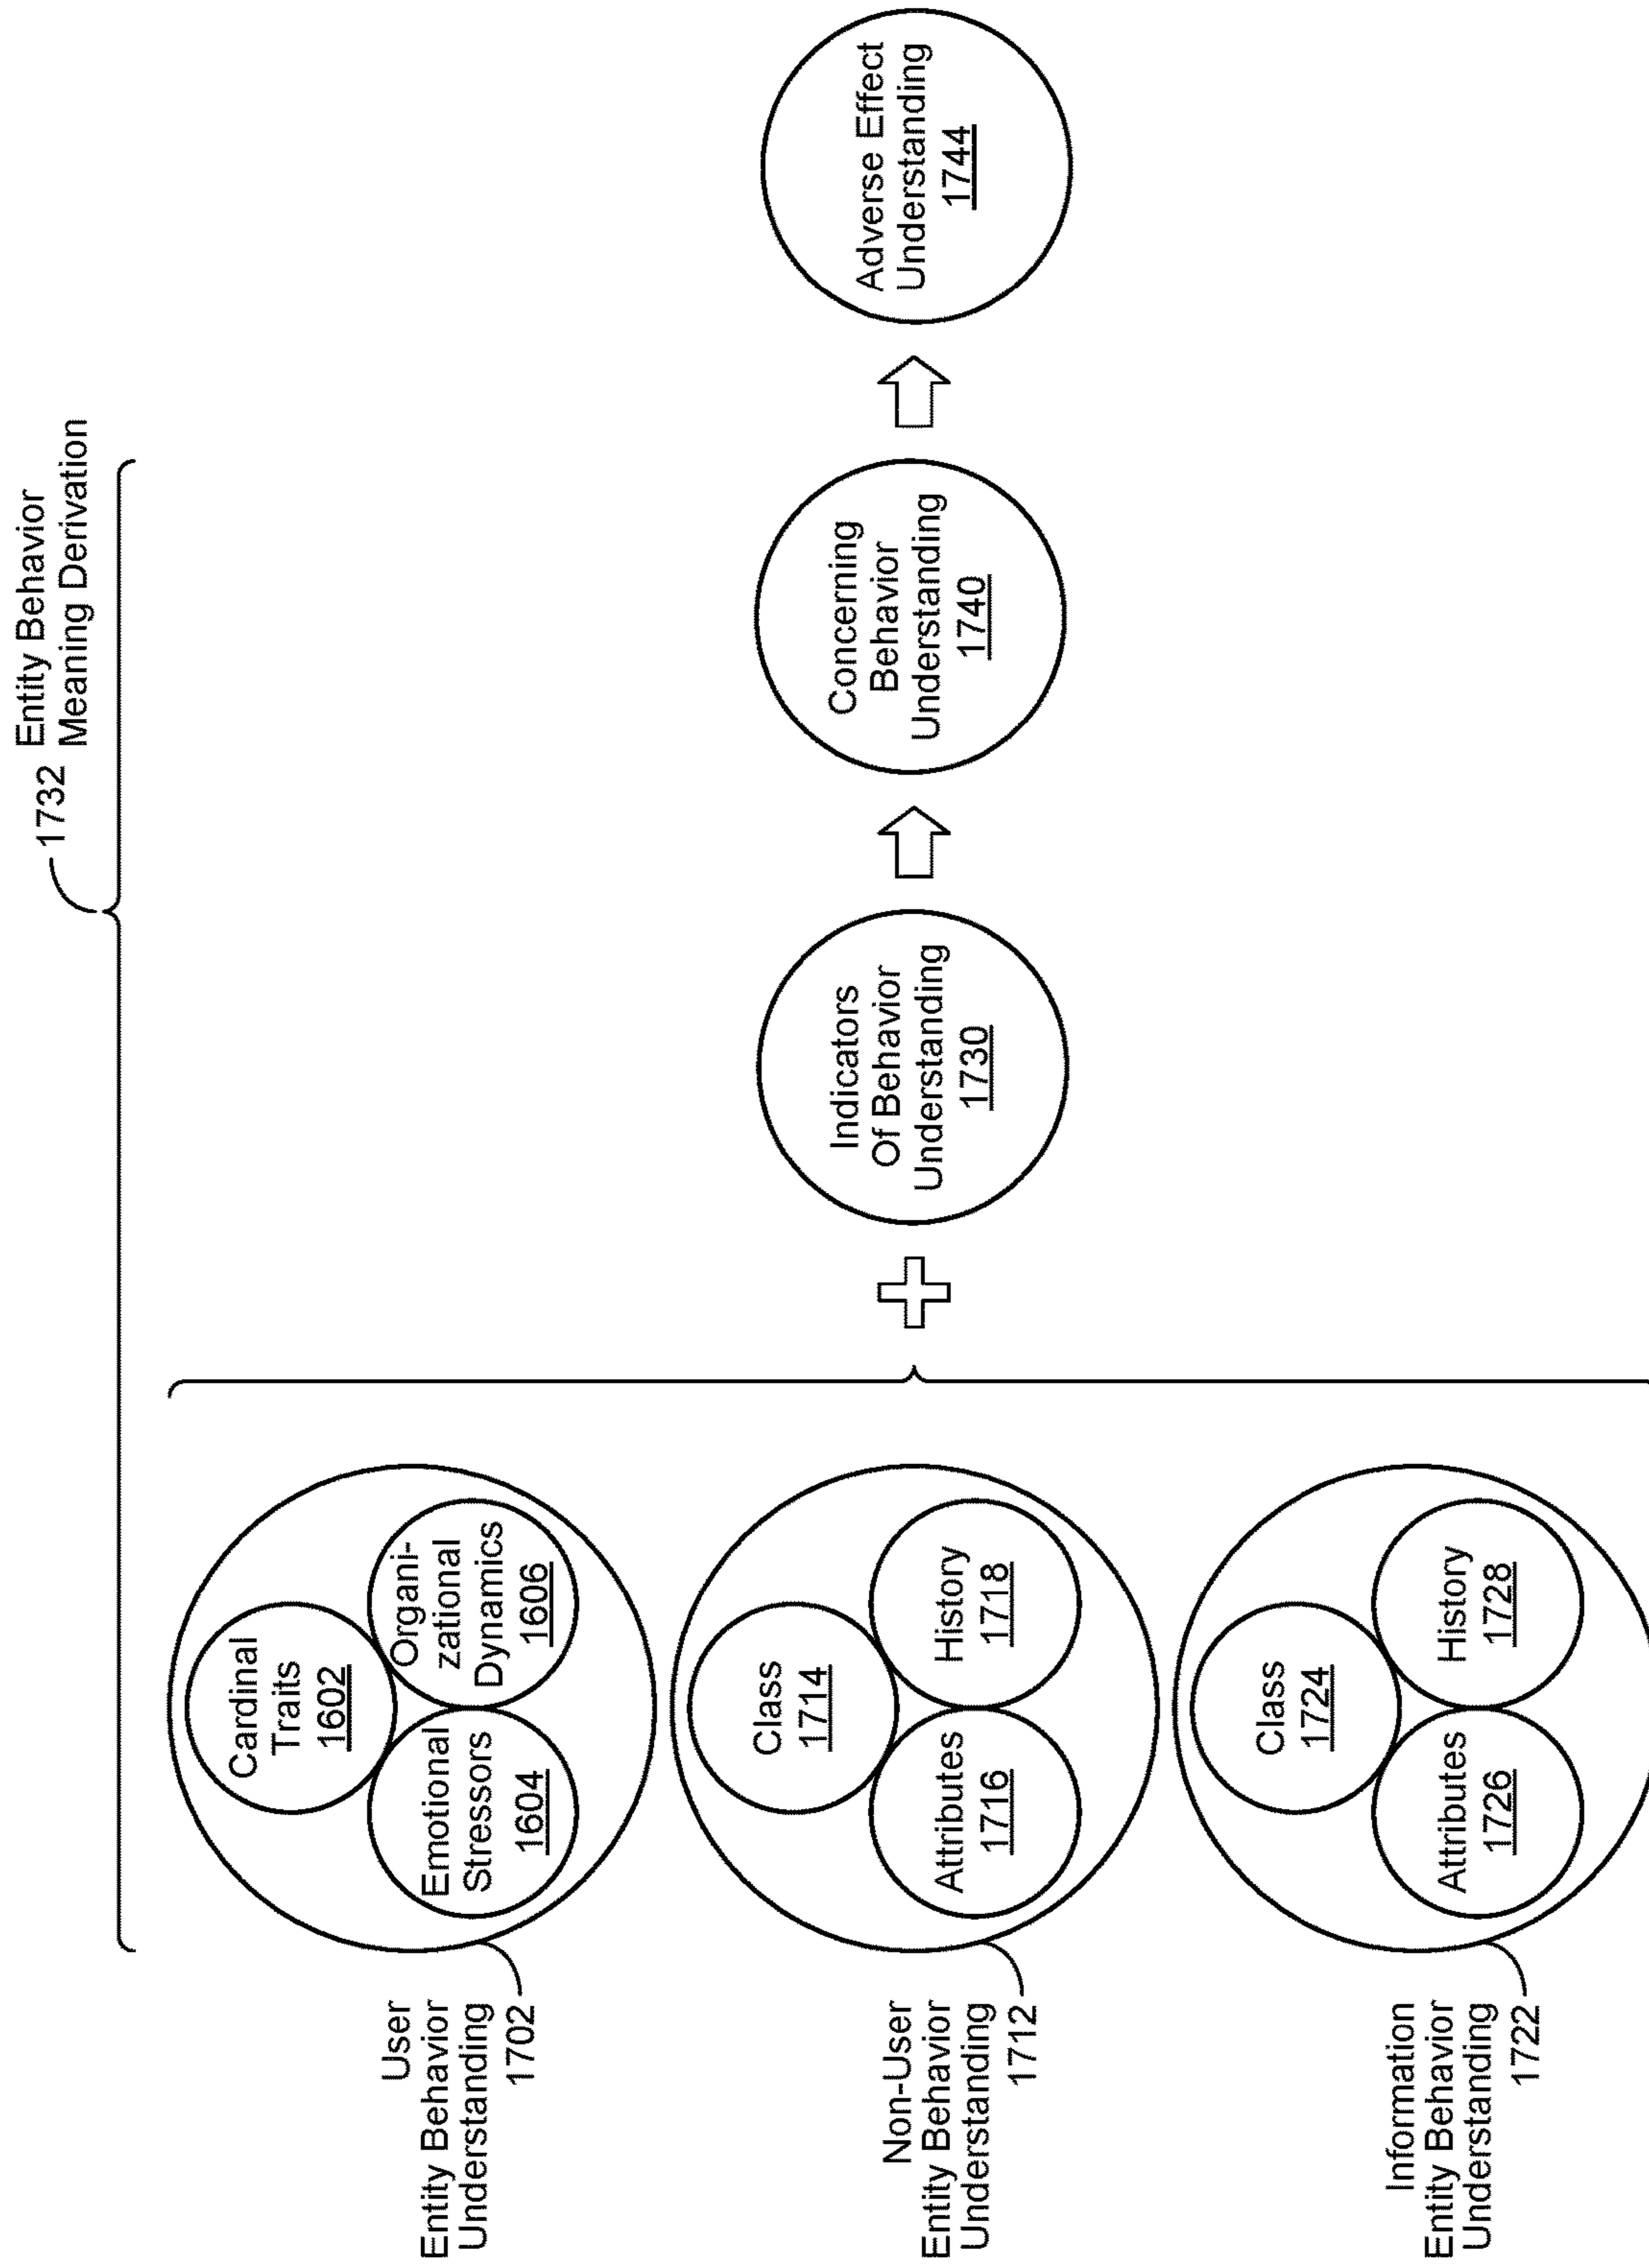 1732 Entity Behavior
Meaning Derivation
User
Entity Behavior
Understanding
1702
Cardinal
Traits
1602
Emotional
Stressors
1604
Organi-
zational
Dynamics
1606
Non-User
Entity Behavior
Understanding
1712
Class
1714
Attributes
1716
History
1718
Information
Entity Behavior
Understanding
1722
Class
1724
Attributes
1726
History
1728
Indicators
Of Behavior
Understanding
1730
Concerning
Behavior
Understanding
1740
Adverse Effect
Understanding
1744